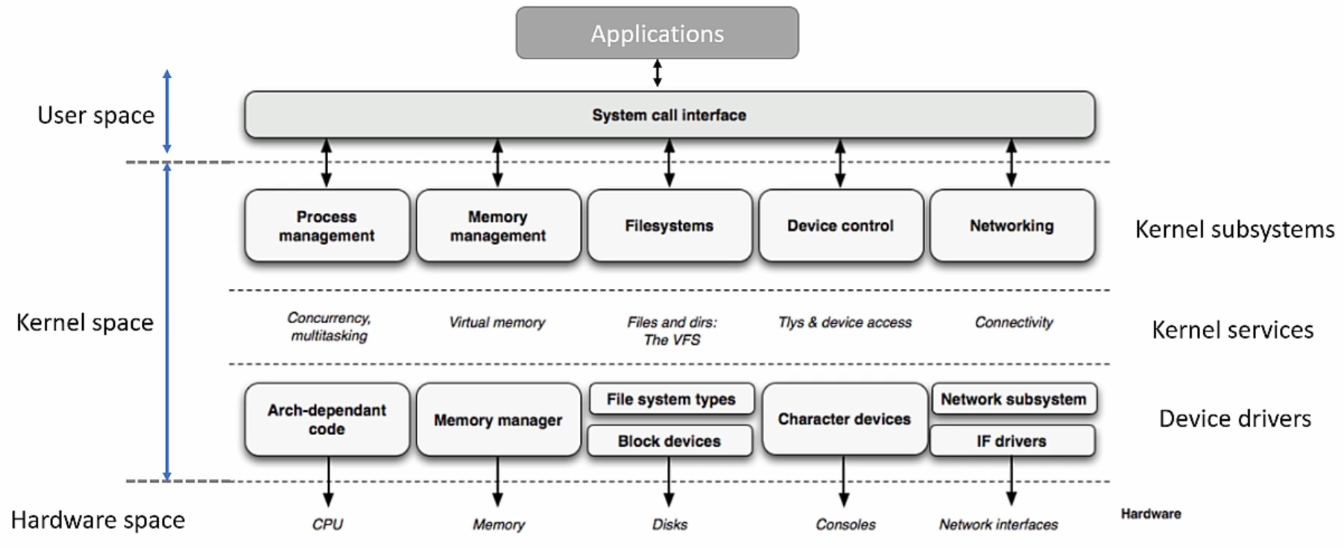 Applications
User space
System call interface
Process
management
Memory
management
Filesystems
Device control
Networking
Kernel subsystems
Kernel space
Concurrency,
multitasking
Virtual memory
Files and dirs:
The VFS
Tlys & device access
Connectivity
Kernel services
Arch-dependant
code
Memory manager
File system types
Block devices
Character devices
Network subsystem
IF drivers
Device drivers
Hardware space
CPU
Memory
Disks
Consoles
Network interfaces
Hardware